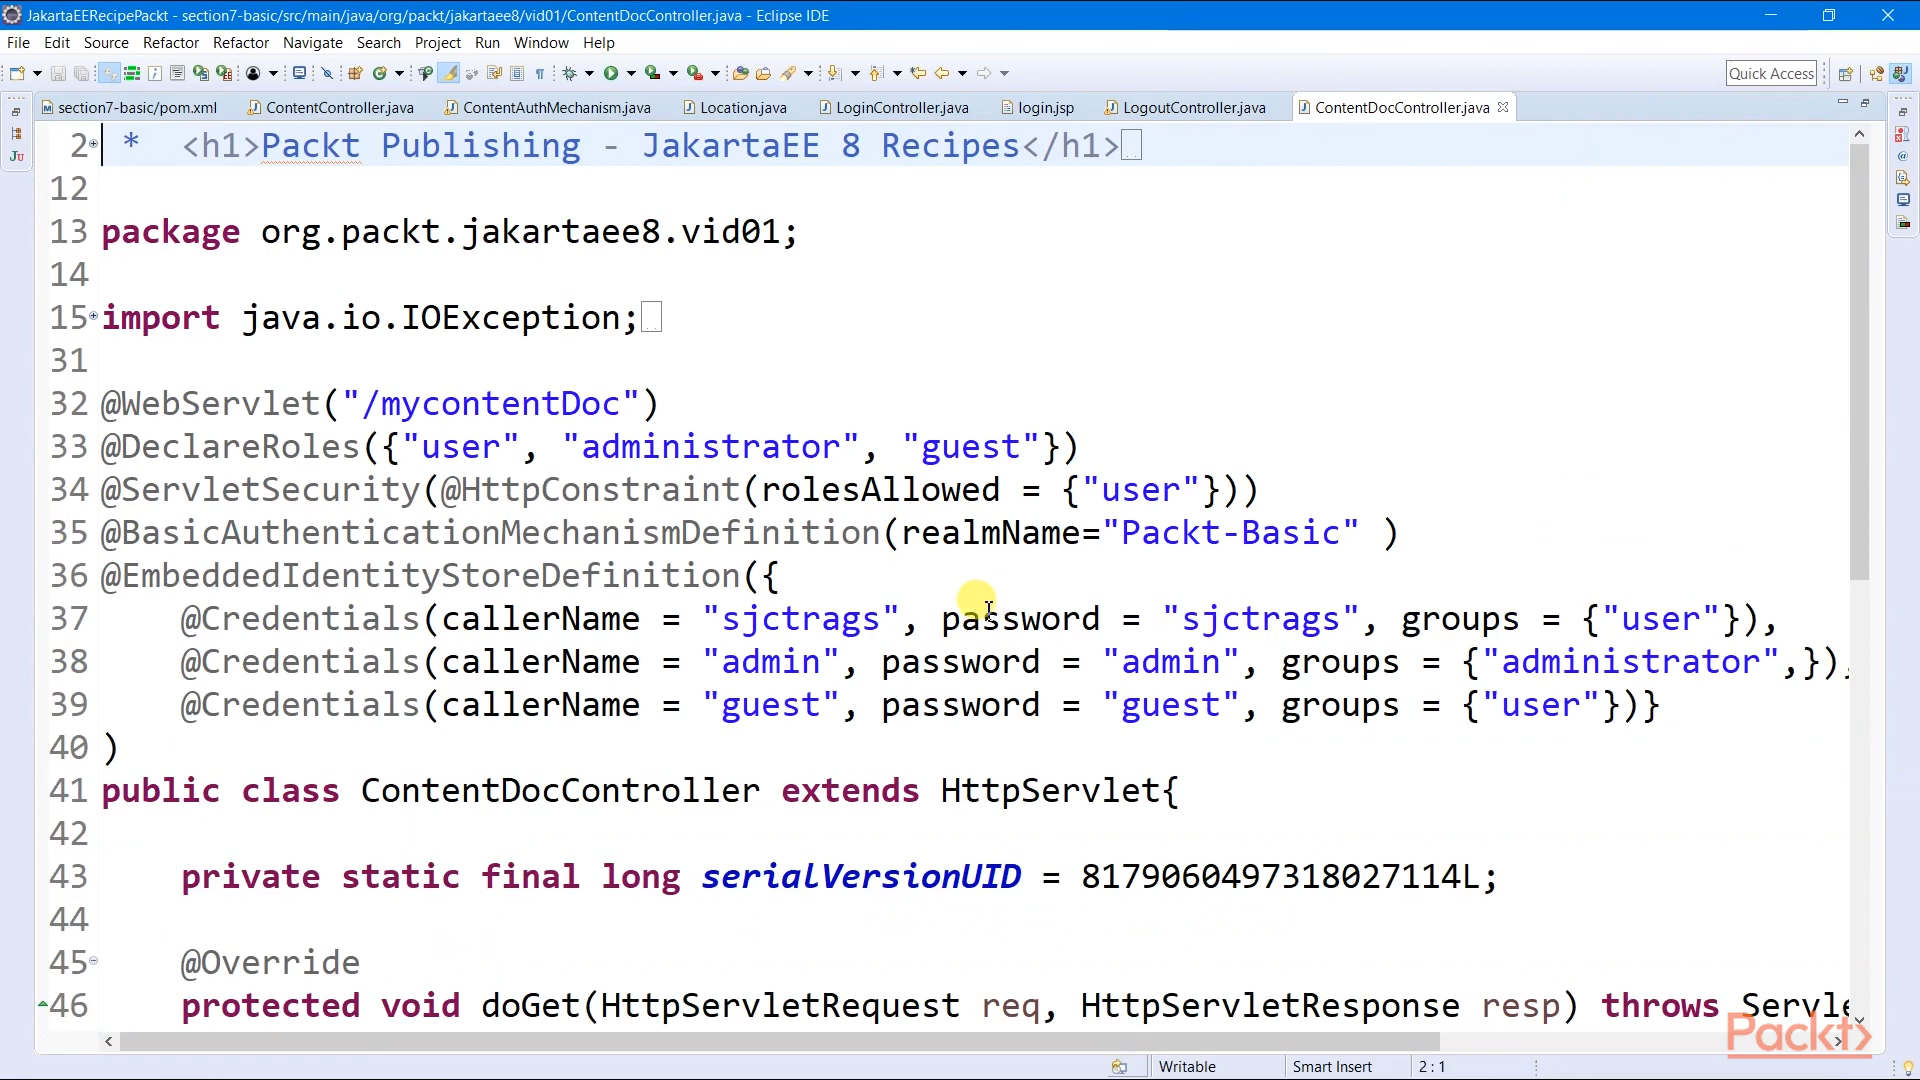 JakartaEERecipePackt - section7-basic/src/main/java/org/packt/jakartaee8/vid01/ContentDocController.java - Eclipse IDE
File Edit Source Refactor Refactor Navigate Search Project Run Window Help
Quick Access
section7-basic/pom.xml ContentController.java ContentAuthMechanism.java Location.java LoginController.java login.jsp LogoutController.java ContentDocController.java
2 * <h1>Packt Publishing - JakartaEE 8 Recipes</h1>
12
13 package org.packt.jakartaee8.vid01;
14
15 import java.io.IOException;
31
32 @WebServlet("/mycontentDoc")
33 @DeclareRoles({"user", "administrator", "guest"})
34 @ServletSecurity(@HttpConstraint(rolesAllowed = {"user"}))
35 @BasicAuthenticationMechanismDefinition(realmName="Packt-Basic" )
36 @EmbeddedIdentityStoreDefinition({
37 @Credentials(callerName = "sjctrags", password = "sjctrags", groups = {"user"}),
38 @Credentials(callerName = "admin", password = "admin", groups = {"administrator",}),
39 @Credentials(callerName = "guest", password = "guest", groups = {"user"})}
40 )
41 public class ContentDocController extends HttpServlet{
42
43 private static final long serialVersionUID = 8179060497318027114L;
44
45 @Override
46 protected void doGet(HttpServletRequest req, HttpServletResponse resp) throws Servle
Packt>
Writable Smart Insert 2 : 1